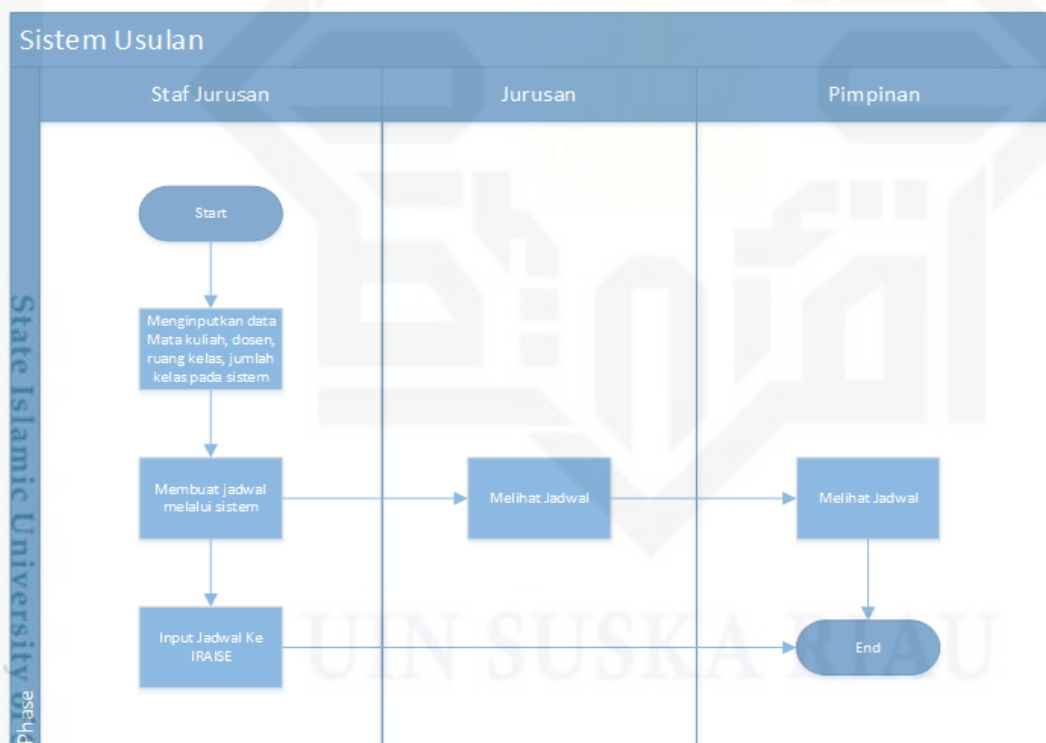 Sistem Usulan
Staf Jurusan
Jurusan
Pimpinan
Start
Menginputkan data
Mata kuliah, dosen,
ruang kelas, jumlah
kelas pada sistem
Membuat jadwal
melalui sistem
Melihat Jadwal
Melihat Jadwal
Input Jadwal Ke
IRAISE
End
Phase
State Islamic University of
UIN SUSKA RIAU